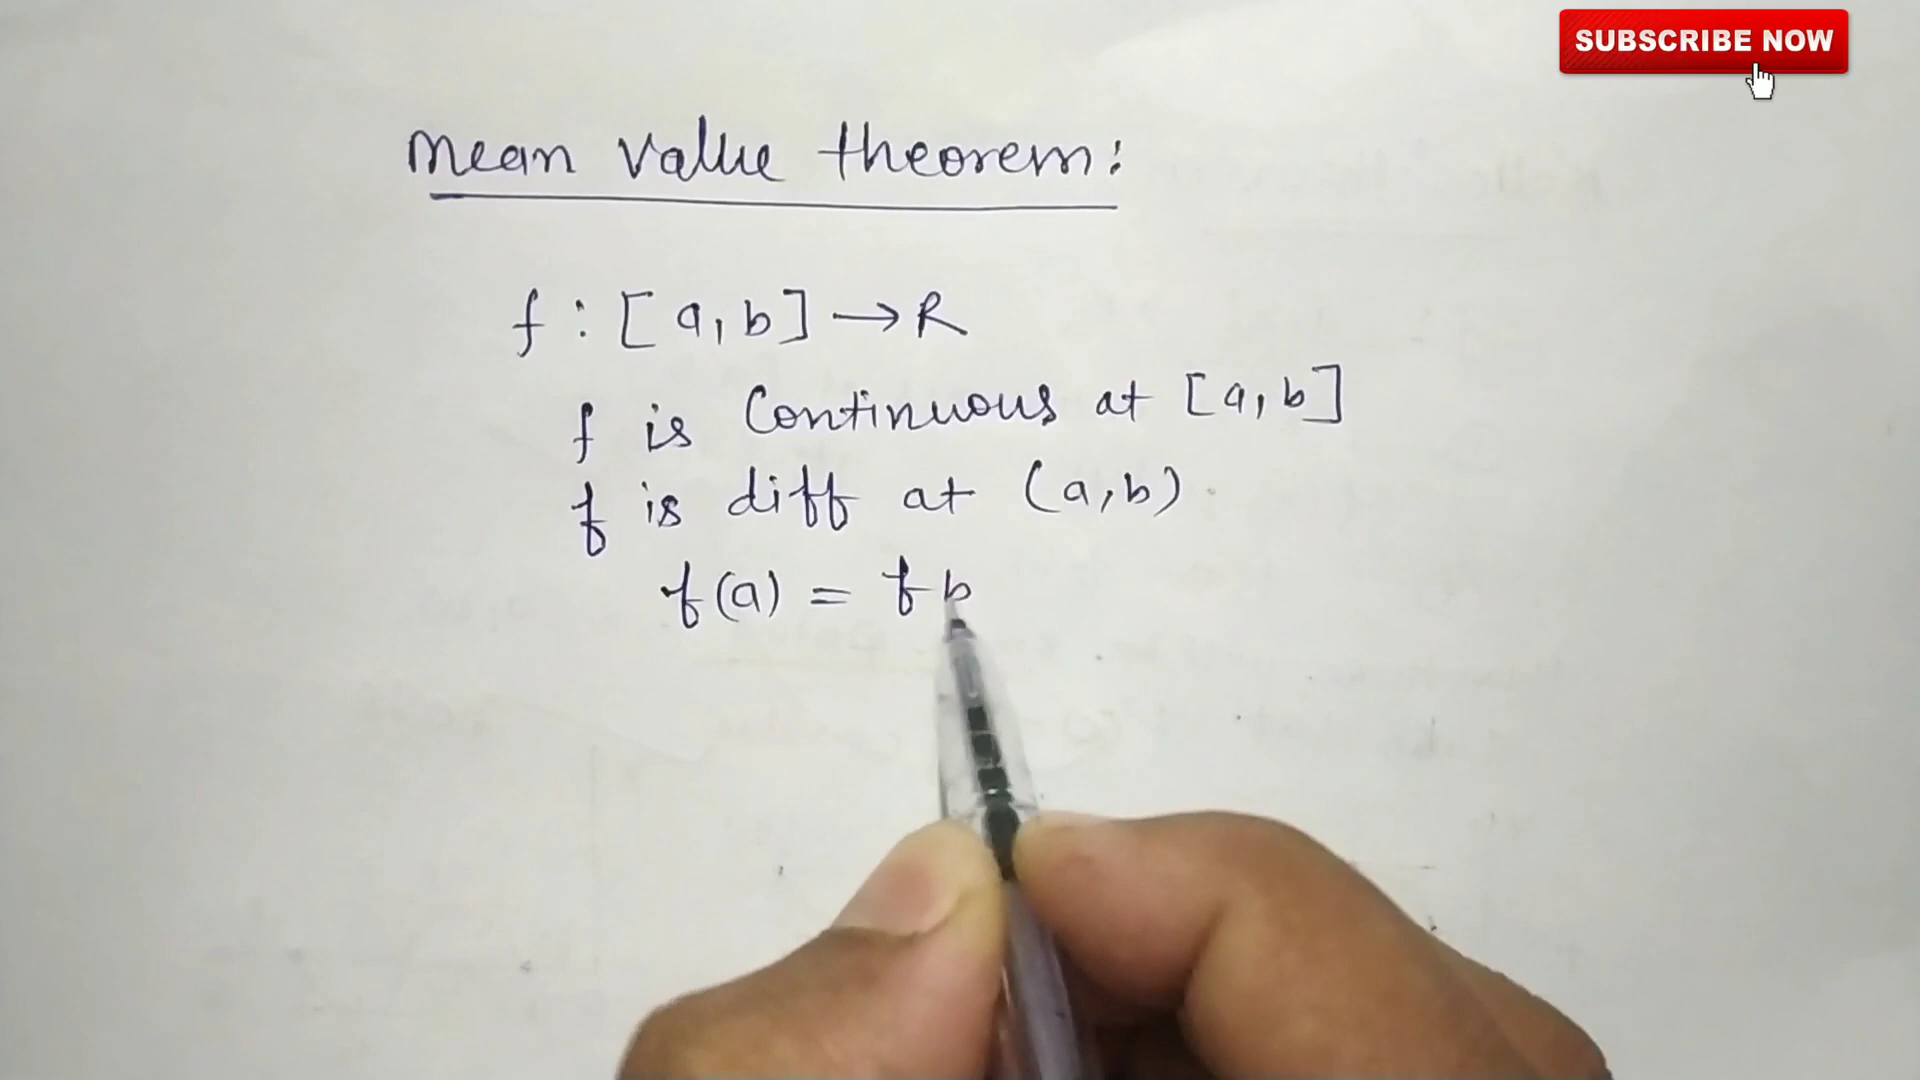 SUBSCRIBE NOW
Mean value theorem:
f : [a, b] → R
f is continuous at [a, b]
f is diff at (a, b)
f(a) = f b